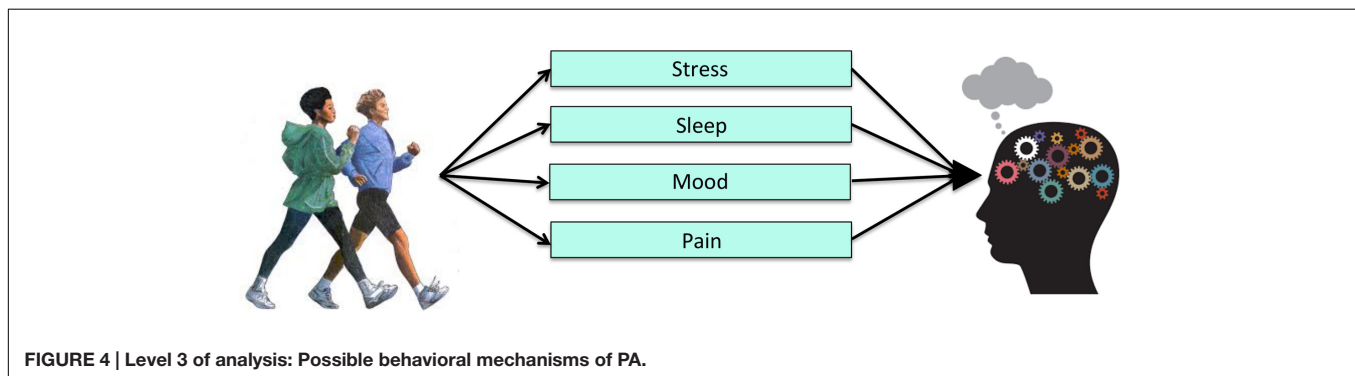 Stress
Sleep
Mood
Pain
FIGURE 4 | Level 3 of analysis: Possible behavioral mechanisms of PA.